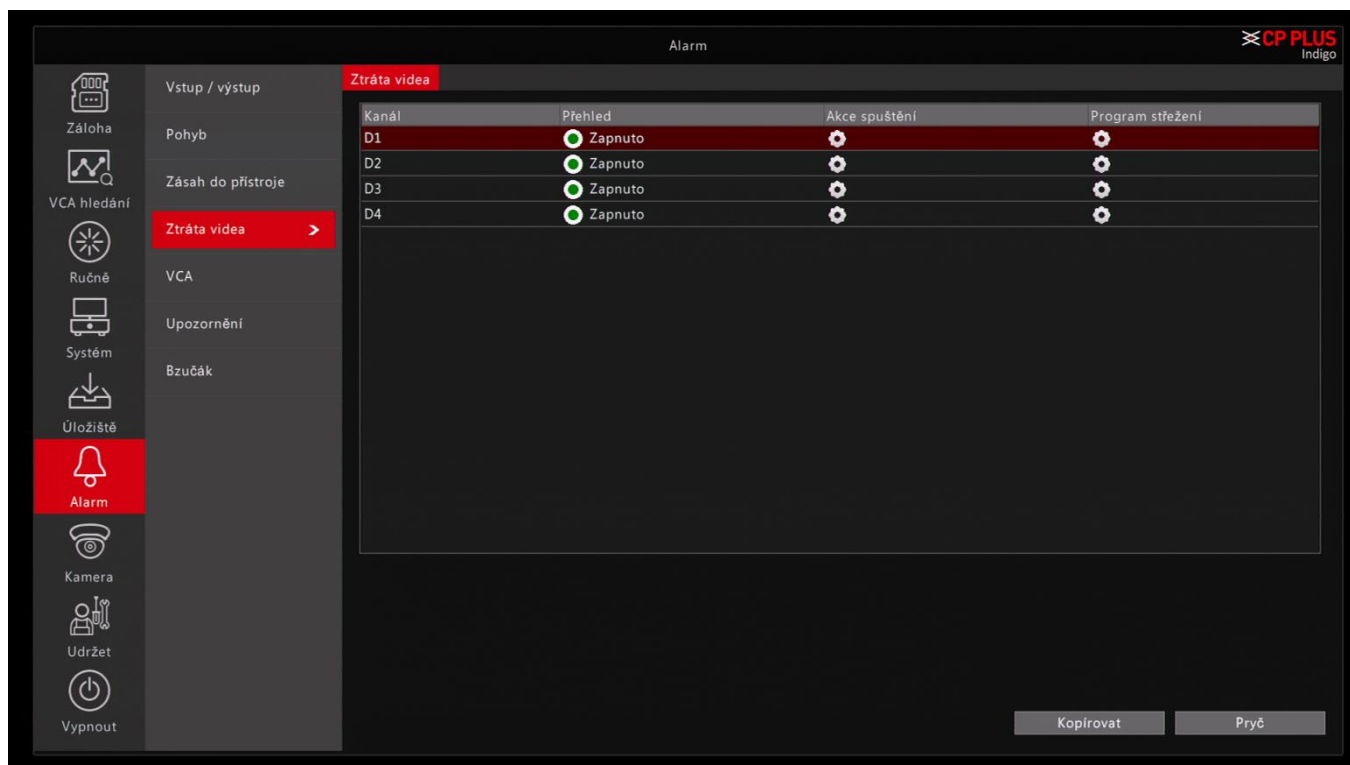 Alarm
CP PLUS
Indigo
Záloha
VCA hledání
Ručně
Systém
Úložiště
Alarm
Kamera
Udržet
Vypnout
Vstup / výstup
Pohyb
Zásah do přístroje
Ztráta videa
VCA
Upozornění
Bzučák
Ztráta videa
Kanál Přehled Akce spuštění Program střežení
D1 Zapnuto
D2 Zapnuto
D3 Zapnuto
D4 Zapnuto
Kopírovat Pryč